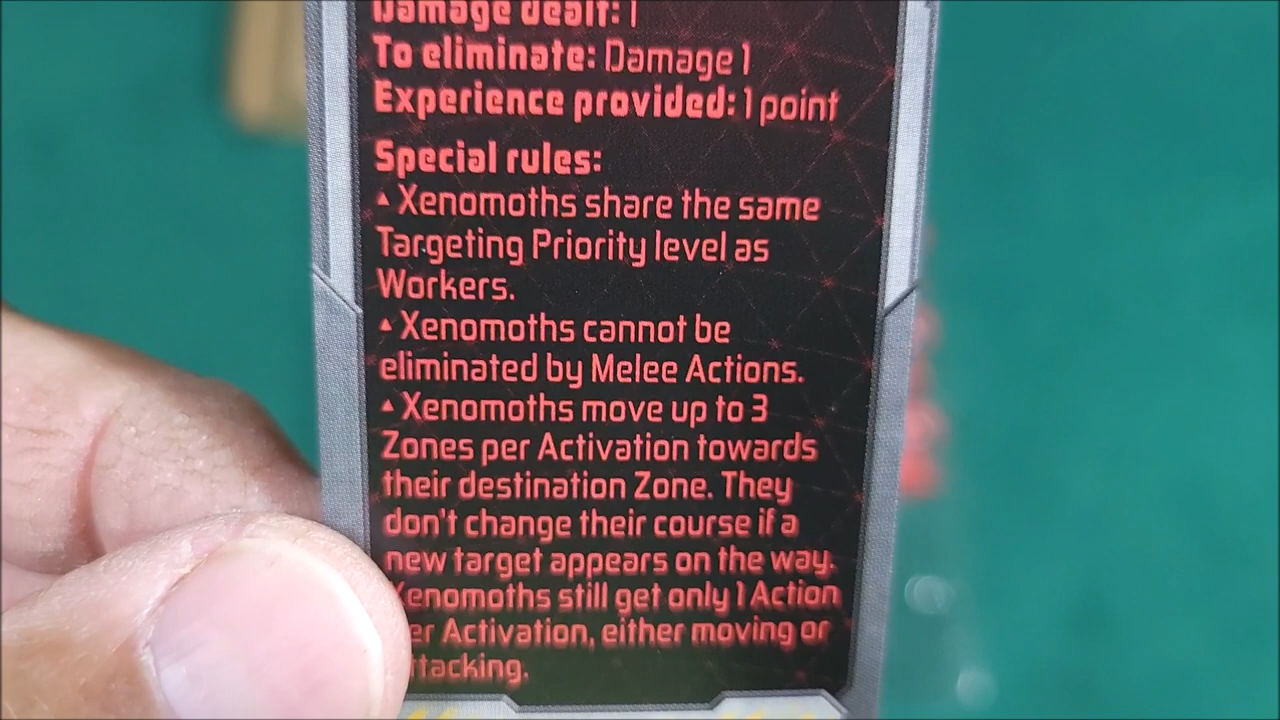 Damage dealt: 1
To eliminate: Damage 1
Experience provided: 1 point
Special rules:
▲ Xenomoths share the same
Targeting Priority level as
Workers.
▲ Xenomoths cannot be
eliminated by Melee Actions.
▲ Xenomoths move up to 3
Zones per Activation towards
their destination Zone. They
don't change their course if a
new target appears on the way.
Xenomoths still get only 1 Action
er Activation, either moving or
ttacking.